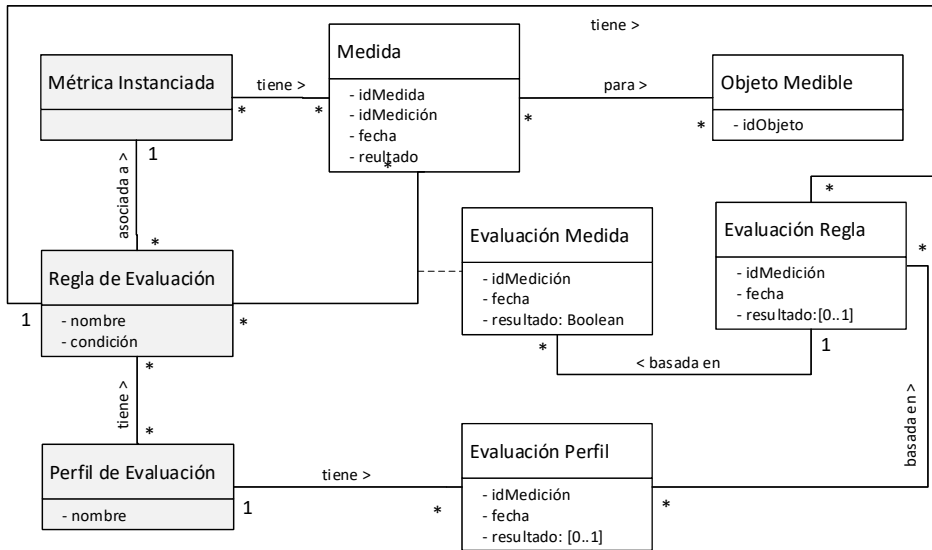 tiene >
Medida
- idMedida
- idMedición
- fecha
- reultado
*
Métrica Instanciada
tiene >
*
*
para >
*
*
Objeto Medible
- idObjeto
1
asociada a >
*
Regla de Evaluación
- nombre
- condición
1
*
*
Evaluación Medida
- idMedición
- fecha
- resultado: Boolean
*
Evaluación Regla
- idMedición
- fecha
- resultado:[0..1]
*
*
1
< basada en
tiene >
*
Perfil de Evaluación
- nombre
1
tiene >
*
Evaluación Perfil
- idMedición
- fecha
- resultado: [0..1]
*
basada en >